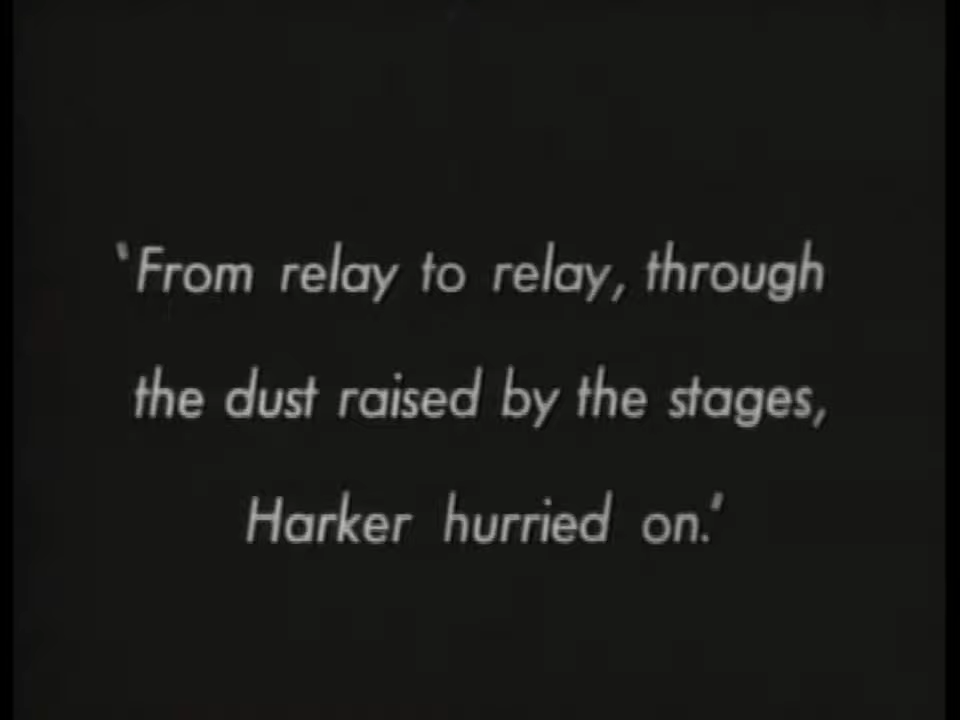 ‘From relay to relay, through
the dust raised by the stages,
Harker hurried on.’